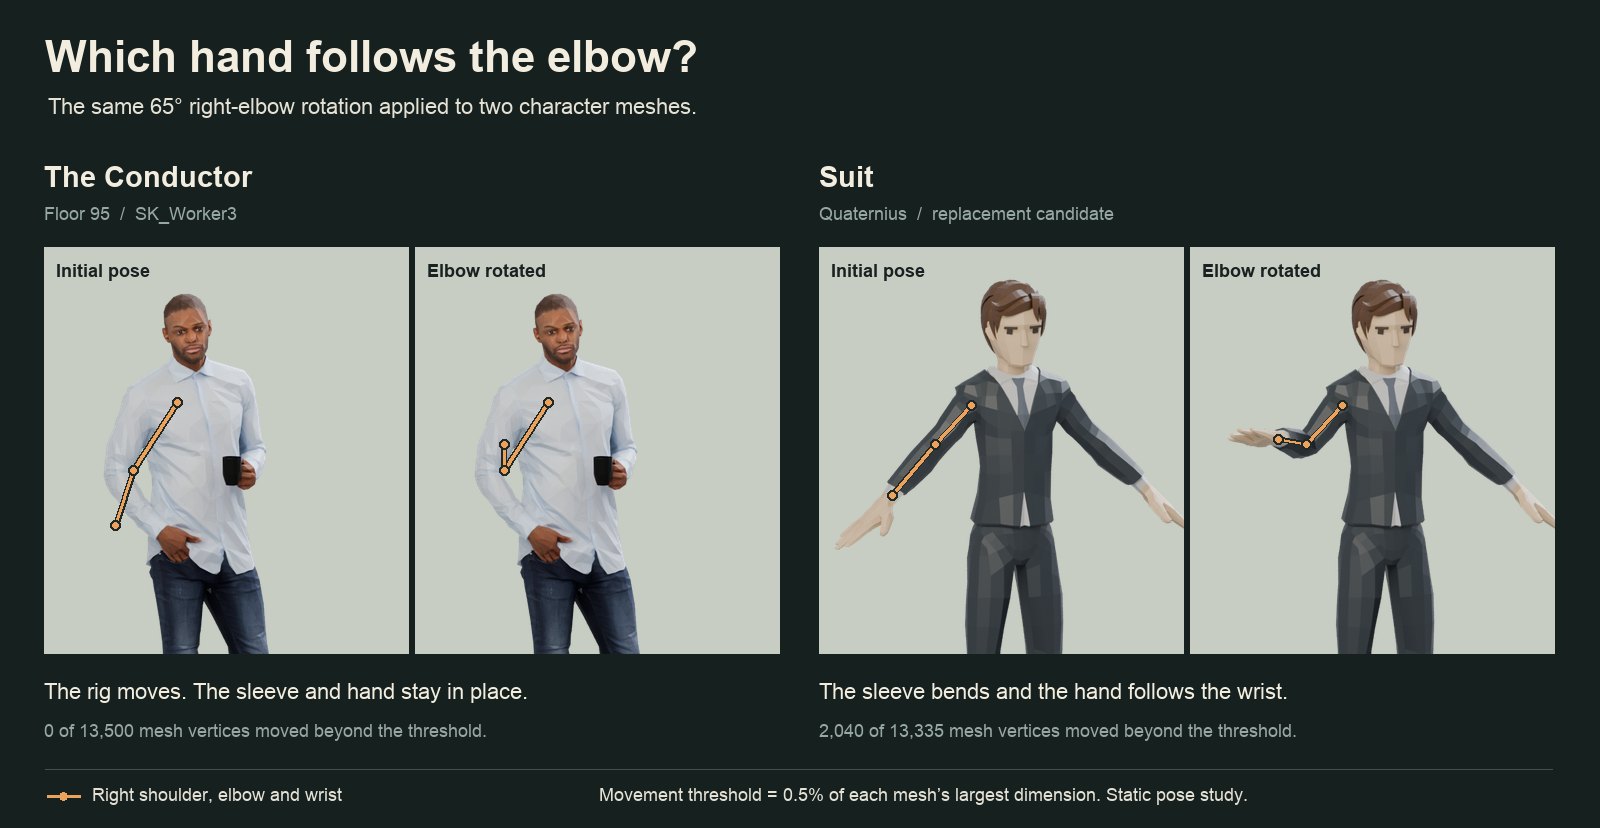 Which hand follows the elbow?
The same 65° right-elbow rotation applied to two character meshes.
The Conductor
Floor 95 / SK_Worker3
Initial pose
Elbow rotated
The rig moves. The sleeve and hand stay in place.
0 of 13,500 mesh vertices moved beyond the threshold.
Suit
Quaternius / replacement candidate
Initial pose
Elbow rotated
The sleeve bends and the hand follows the wrist.
2,040 of 13,335 mesh vertices moved beyond the threshold.
Right shoulder, elbow and wrist
Movement threshold = 0.5% of each mesh’s largest dimension. Static pose study.